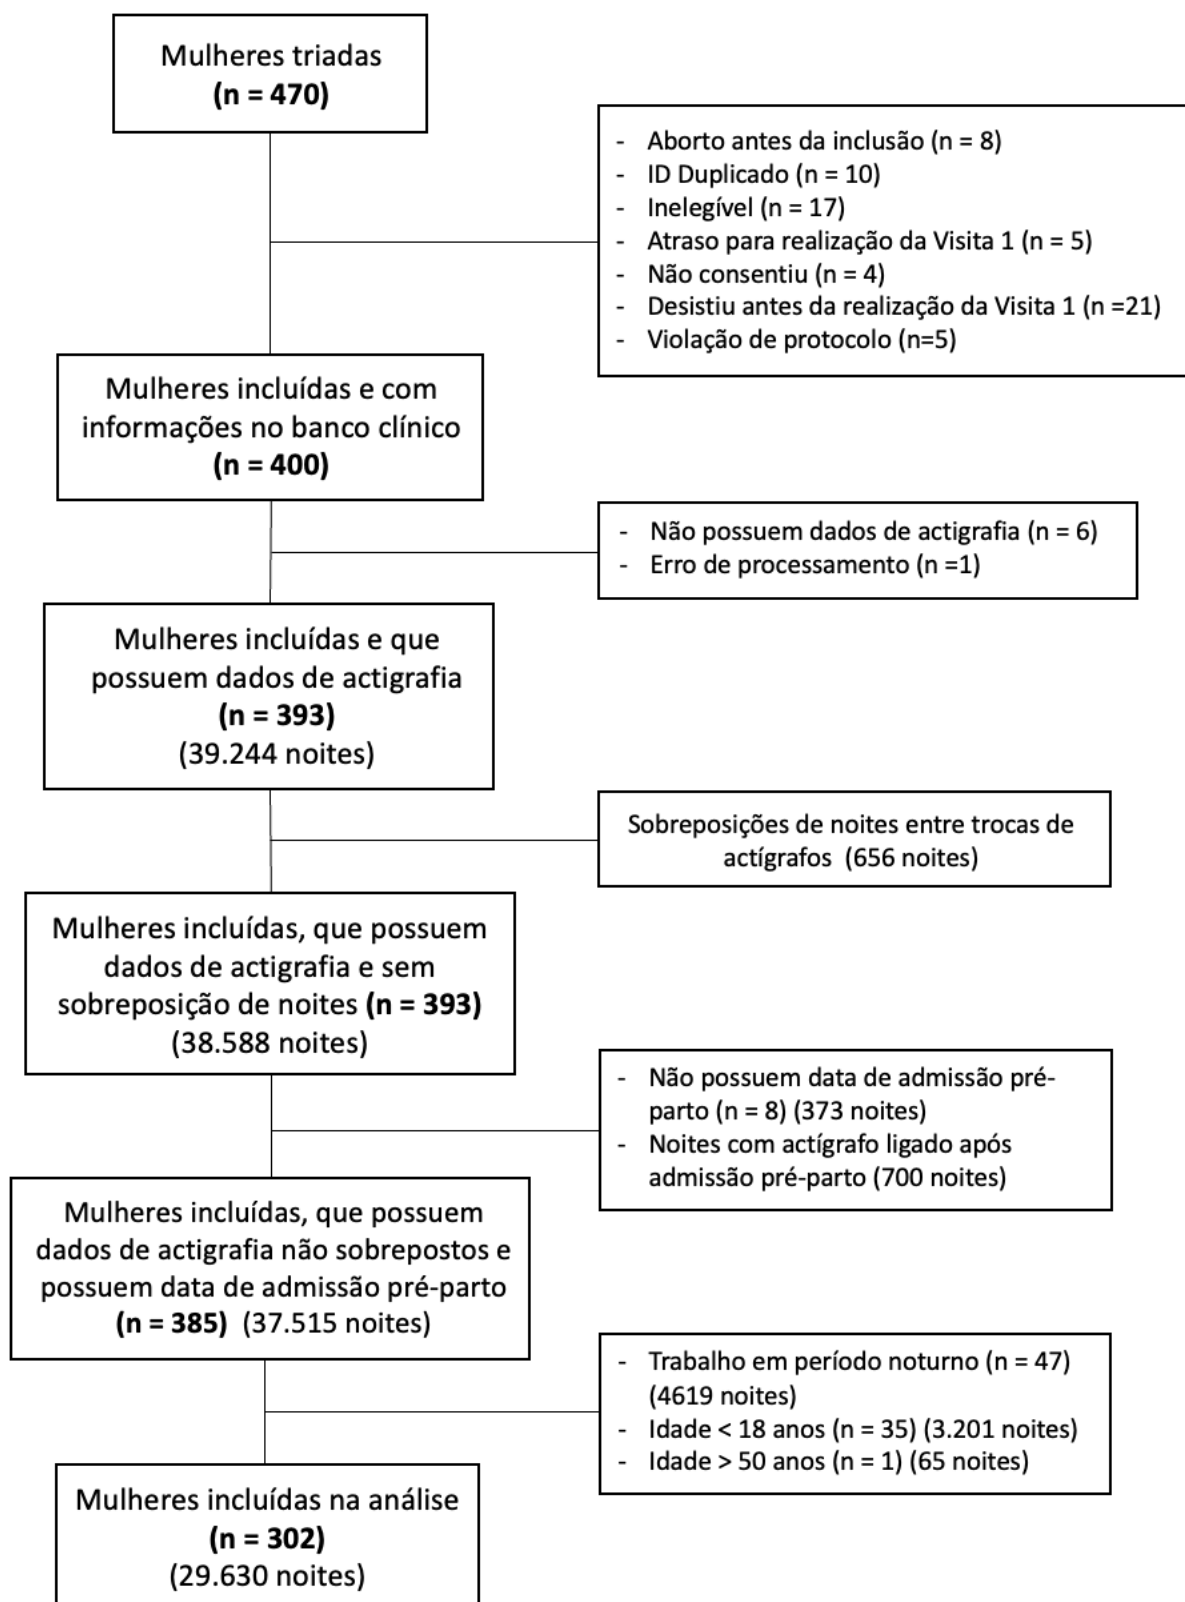 Mulheres triadas
(n = 470)
- Aborto antes da inclusão (n = 8)
- ID Duplicado (n = 10)
- Inelegível (n = 17)
- Atraso para realização da Visita 1 (n = 5)
- Não consentiu (n = 4)
- Desistiu antes da realização da Visita 1 (n =21)
- Violação de protocolo (n=5)
Mulheres incluídas e com
informações no banco clínico
(n = 400)
- Não possuem dados de actigrafia (n = 6)
- Erro de processamento (n =1)
Mulheres incluídas e que
possuem dados de actigrafia
(n = 393)
(39.244 noites)
Sobreposições de noites entre trocas de
actígrafos (656 noites)
Mulheres incluídas, que possuem
dados de actigrafia e sem
sobreposição de noites (n = 393)
(38.588 noites)
- Não possuem data de admissão pré-
parto (n = 8) (373 noites)
- Noites com actígrafo ligado após
admissão pré-parto (700 noites)
Mulheres incluídas, que possuem
dados de actigrafia não sobrepostos e
possuem data de admissão pré-parto
(n = 385) (37.515 noites)
- Trabalho em período noturno (n = 47)
(4619 noites)
- Idade < 18 anos (n = 35) (3.201 noites)
- Idade > 50 anos (n = 1) (65 noites)
Mulheres incluídas na análise
(n = 302)
(29.630 noites)